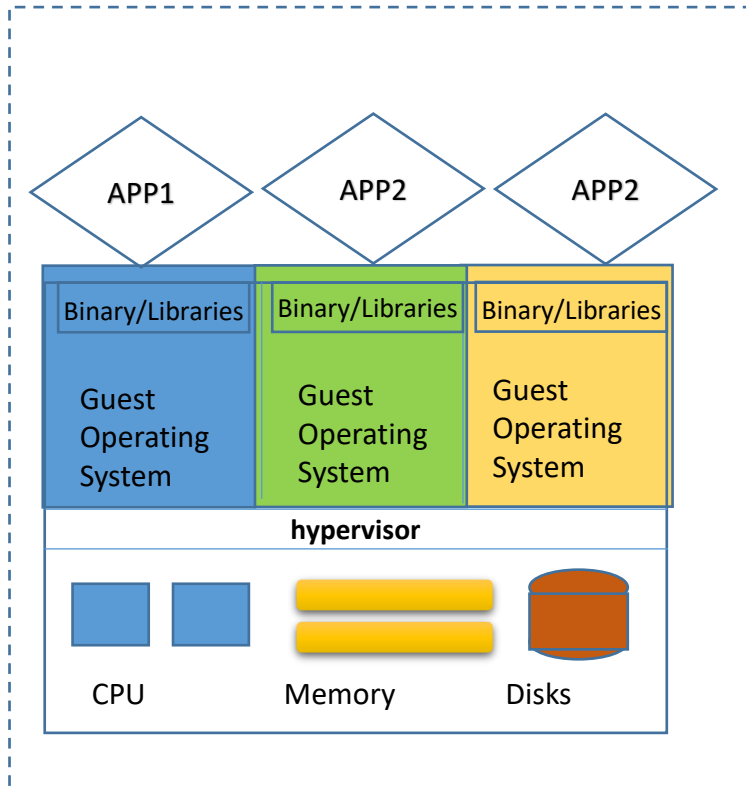 APP1
APP2
APP2
Binary/Libraries
Binary/Libraries
Binary/Libraries
Guest
Operating
System
Guest
Operating
System
Guest
Operating
System
hypervisor
CPU
Memory
Disks